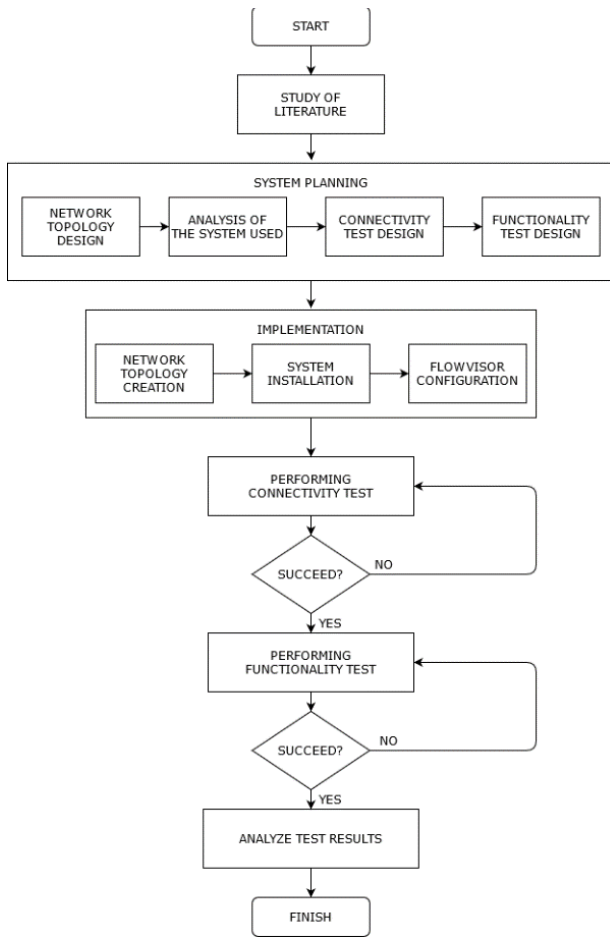 START
STUDY OF
LITERATURE
SYSTEM PLANNING
NETWORK
TOPOLOGY
DESIGN
ANALYSIS OF
THE SYSTEM USED
CONNECTIVITY
TEST DESIGN
FUNCTIONALITY
TEST DESIGN
IMPLEMENTATION
NETWORK
TOPOLOGY
CREATION
SYSTEM
INSTALLATION
FLOWVISOR
CONFIGURATION
PERFORMING
CONNECTIVITY TEST
SUCCEED?
NO
YES
PERFORMING
FUNCTIONALITY TEST
SUCCEED?
NO
YES
ANALYZE TEST RESULTS
FINISH